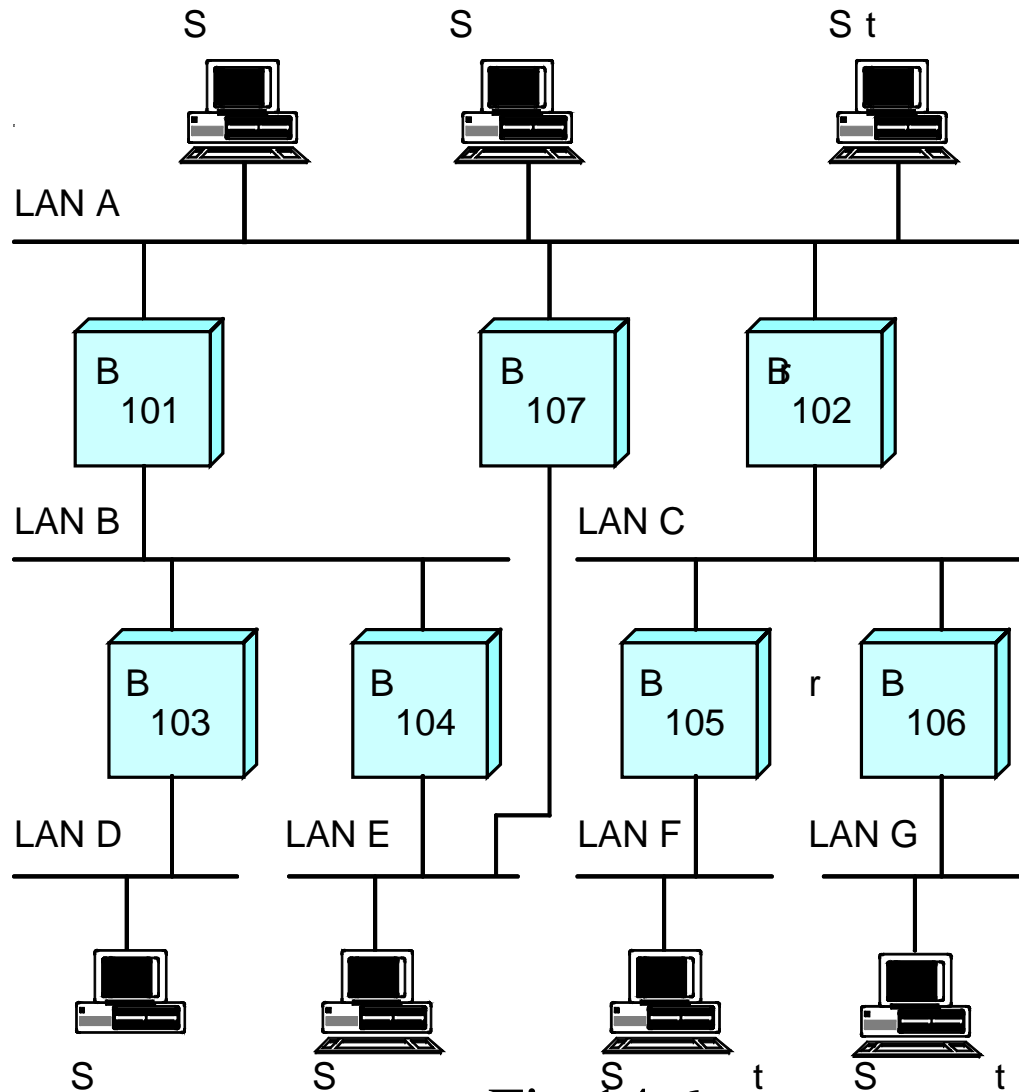 S S S t
LAN A
B B B
101 107 102
LAN B LAN C
B B B r B
103 104 105 106
LAN D LAN E LAN F LAN G
S S S t S t